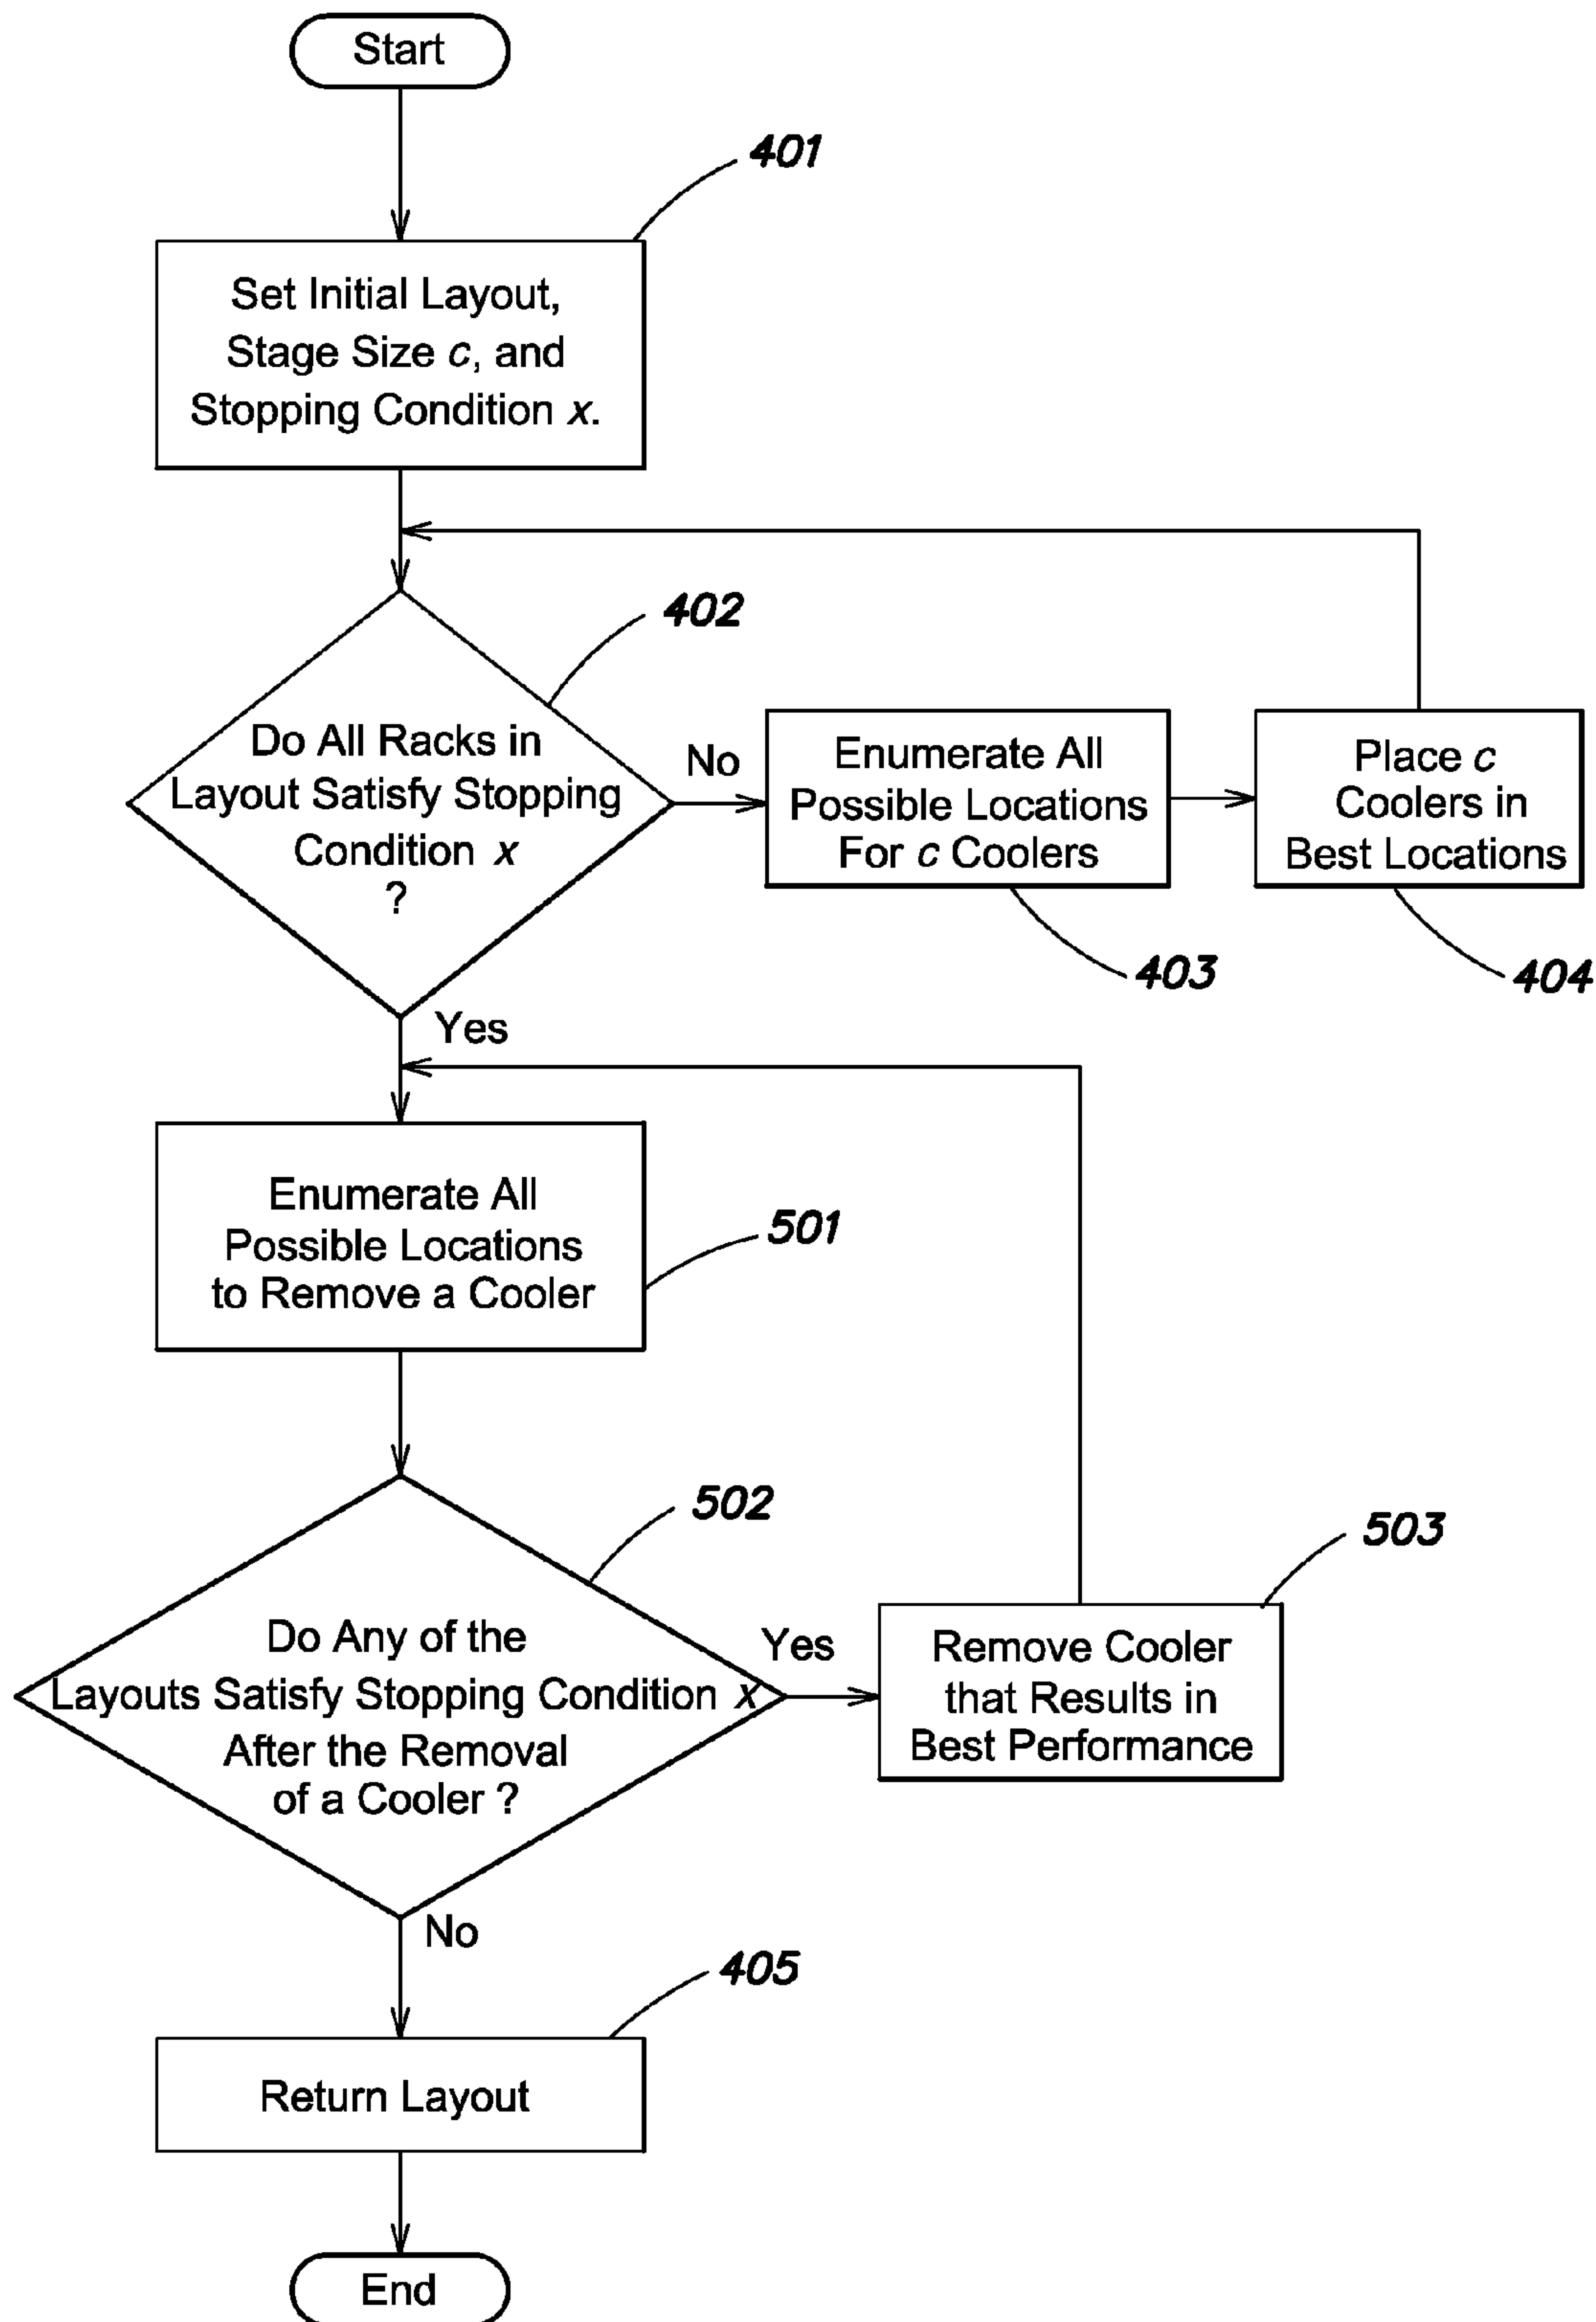 Start
401
Set Initial Layout,
Stage Size c, and
Stopping Condition x.
402
Do All Racks in
Layout Satisfy Stopping
Condition x
?
No
Enumerate All
Possible Locations
For c Coolers
403
Place c
Coolers in
Best Locations
404
Yes
Enumerate All
Possible Locations
to Remove a Cooler
501
502
Do Any of the
Layouts Satisfy Stopping Condition x
After the Removal
of a Cooler ?
Yes
503
Remove Cooler
that Results in
Best Performance
No
405
Return Layout
End